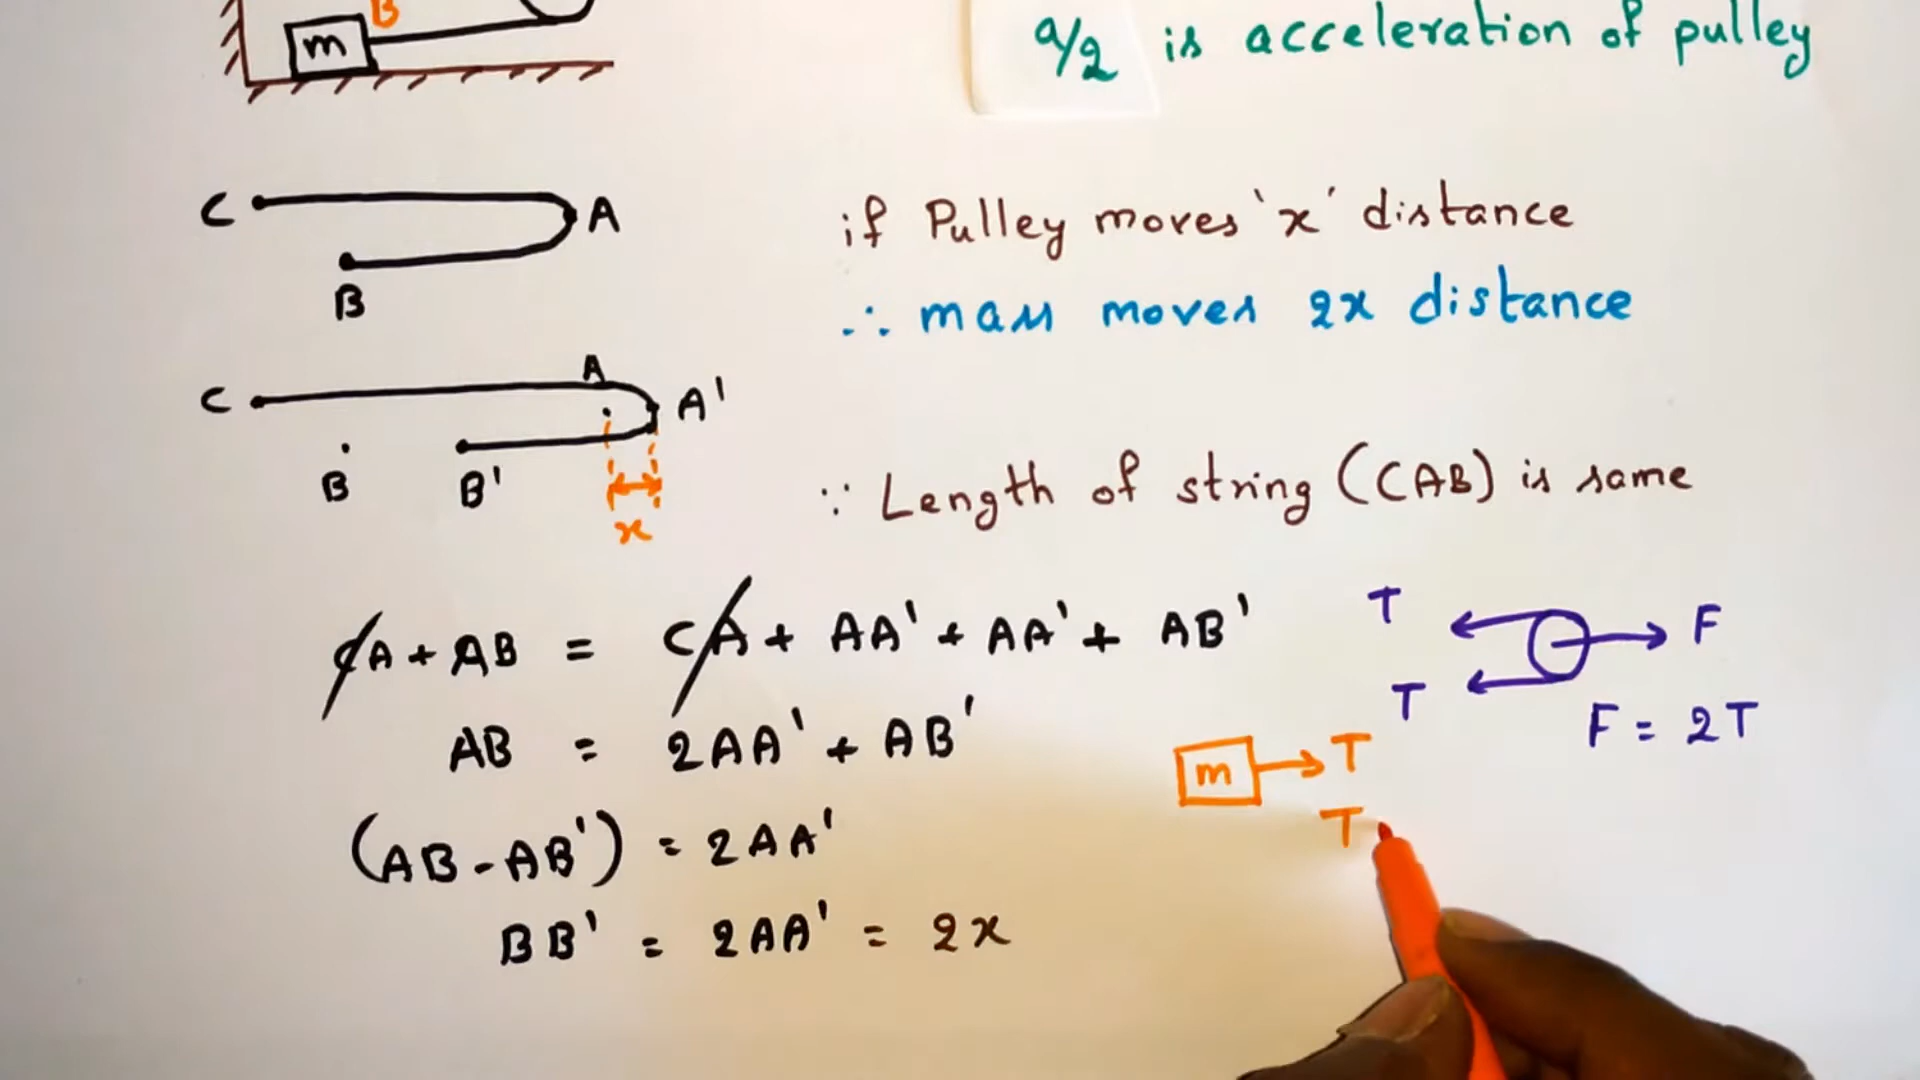 B
m
a/2 is acceleration of pulley
C A
B
if Pulley moves 'x' distance
∴ mass moves 2x distance
A
C A'
B B'
x
∵ Length of string (CAB) is same
CA + AB = CA + AA' + AA' + AB'
AB = 2AA' + AB'
(AB - AB') = 2AA'
BB' = 2AA' = 2x
T F
T
F = 2T
m T
T